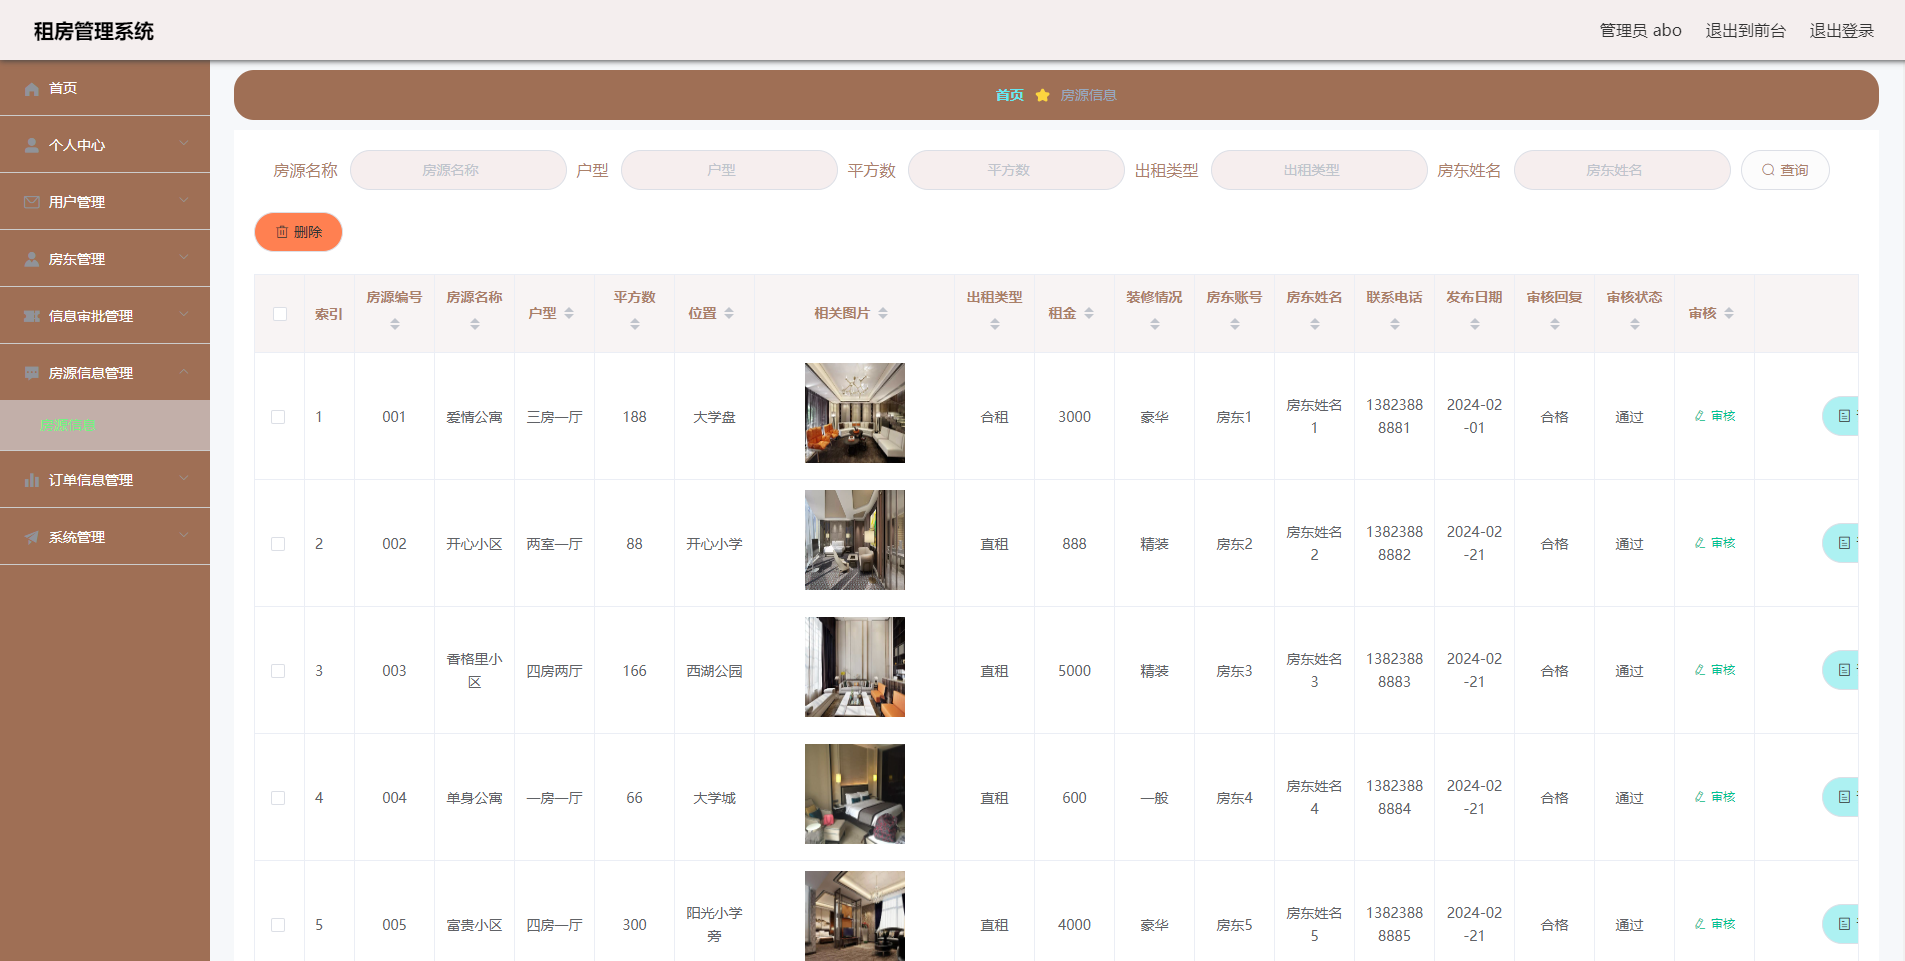 租房管理系统
管理员 abo
退出到前台
退出登录
首页
个人中心
用户管理
房东管理
信息审批管理
房源信息管理
房源信息
订单信息管理
系统管理
首页 房源信息
房源名称 房源名称 户型 户型 平方数 平方数 出租类型 出租类型 房东姓名 房东姓名 查询
删除
索引 房源编号 房源名称 户型 平方数 位置 相关图片 出租类型 租金 装修情况 房东账号 房东姓名 联系电话 发布日期 审核回复 审核状态 审核
1 001 爱情公寓 三房一厅 188 大学盘 合租 3000 豪华 房东1 房东姓名1 13823888881 2024-02-01 合格 通过 审核
2 002 开心小区 两室一厅 88 开心小学 直租 888 精装 房东2 房东姓名2 13823888882 2024-02-21 合格 通过 审核
3 003 香格里小区 四房两厅 166 西湖公园 直租 5000 精装 房东3 房东姓名3 13823888883 2024-02-21 合格 通过 审核
4 004 单身公寓 一房一厅 66 大学城 直租 600 一般 房东4 房东姓名4 13823888884 2024-02-21 合格 通过 审核
5 005 富贵小区 四房一厅 300 阳光小学旁 直租 4000 豪华 房东5 房东姓名5 13823888885 2024-02-21 合格 通过 审核